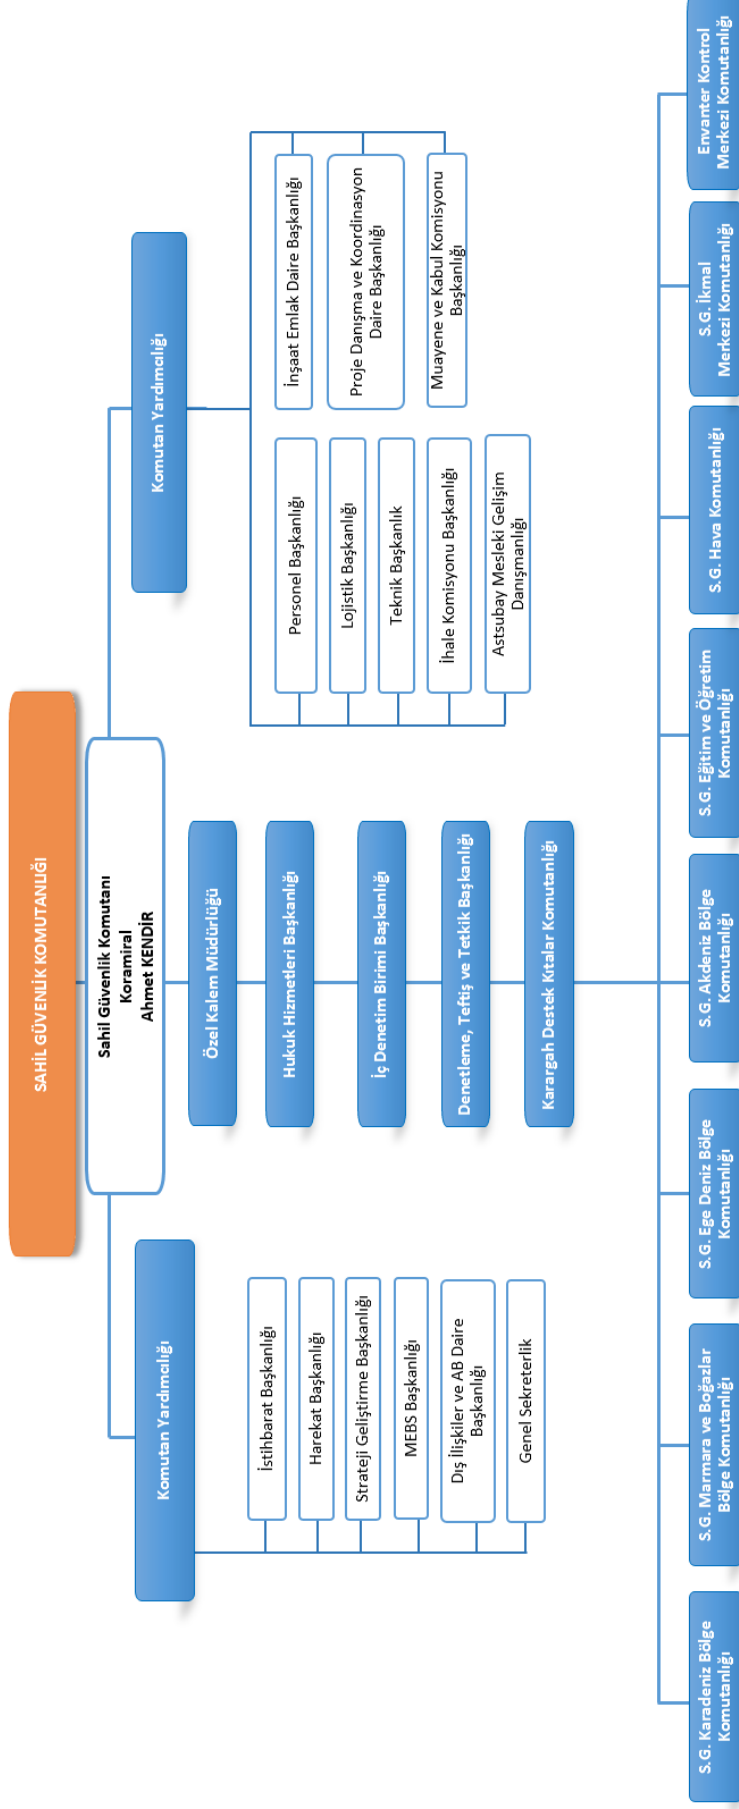 SAHİL GÜVENLİK KOMUTANLIĞI
Sahil Güvenlik Komutanı
Koramiral
Ahmet KENDİR
Komutan Yardımcılığı
İstihbarat Başkanlığı
Harekat Başkanlığı
Strateji Geliştirme Başkanlığı
MEBS Başkanlığı
Dış İlişkiler ve AB Daire
Başkanlığı
Genel Sekreterlik
Özel Kalem Müdürlüğü
Hukuk Hizmetleri Başkanlığı
İç Denetim Birimi Başkanlığı
Denetleme, Teftiş ve Tetkik Başkanlığı
Karargah Destek Kıtalar Komutanlığı
Komutan Yardımcılığı
Personel Başkanlığı
Lojistik Başkanlığı
Teknik Başkanlık
İhale Komisyonu Başkanlığı
Astsubay Mesleki Gelişim
Danışmanlığı
İnşaat Emlak Daire Başkanlığı
Proje Danışma ve Koordinasyon
Daire Başkanlığı
Muayene ve Kabul Komisyonu
Başkanlığı
S.G. Karadeniz Bölge
Komutanlığı
S.G. Marmara ve Boğazlar
Bölge Komutanlığı
S.G. Ege Deniz Bölge
Komutanlığı
S.G. Akdeniz Bölge
Komutanlığı
S.G. Eğitim ve Öğretim
Komutanlığı
S.G. Hava Komutanlığı
S.G. İkmal
Merkezi Komutanlığı
Envanter Kontrol
Merkezi Komutanlığı